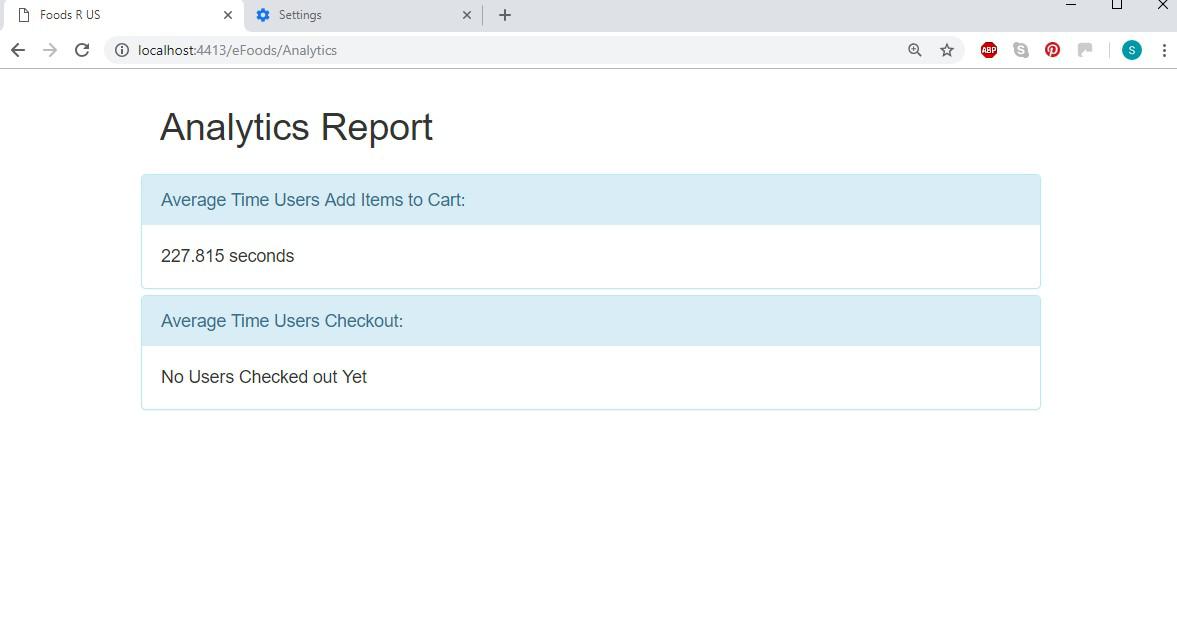 Foods R US
Settings
localhost:4413/eFoods/Analytics
ABP
S
S
Analytics Report
Average Time Users Add Items to Cart:
227.815 seconds
Average Time Users Checkout:
No Users Checked out Yet